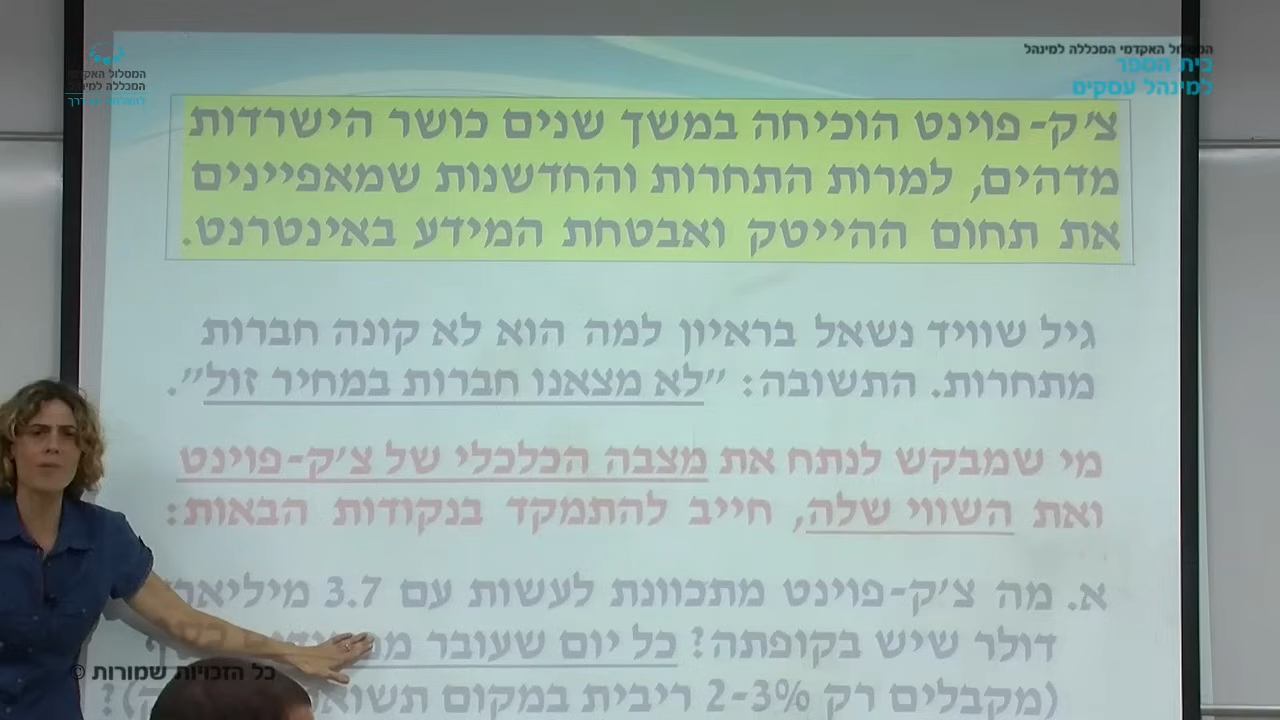 המסלול האקדמי המכללה למינהל
בית הספר
למינהל עסקים
המסלול האקדמי
המכללה למינהל
צ'ק-פוינט הוכיחה במשך שנים כושר הישרדות
מדהים, למרות התחרות והחדשנות שמאפיינים
את תחום ההייטק ואבטחת המידע באינטרנט.
גיל שוויד נשאל בראיון למה הוא לא קונה חברות
מתחרות. התשובה: "לא מצאנו חברות במחיר זול".
מי שמבקש לנתח את מצבה הכלכלי של צ'ק-פוינט
ואת השווי שלה, חייב להתמקד בנקודות הבאות:
א. מה צ'ק-פוינט מתכוונת לעשות עם 3.7 מיליארד
דולר שיש בקופתה? כל יום שעובר
(מקבלים רק 2-3% ריבית במקום
כל הזכויות שמורות ©